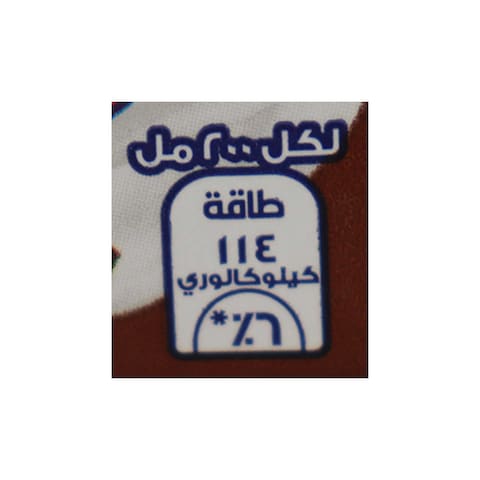 لكل ٢٠٠ مل
طاقة
١١٤
كيلوكالوري
٦٪*